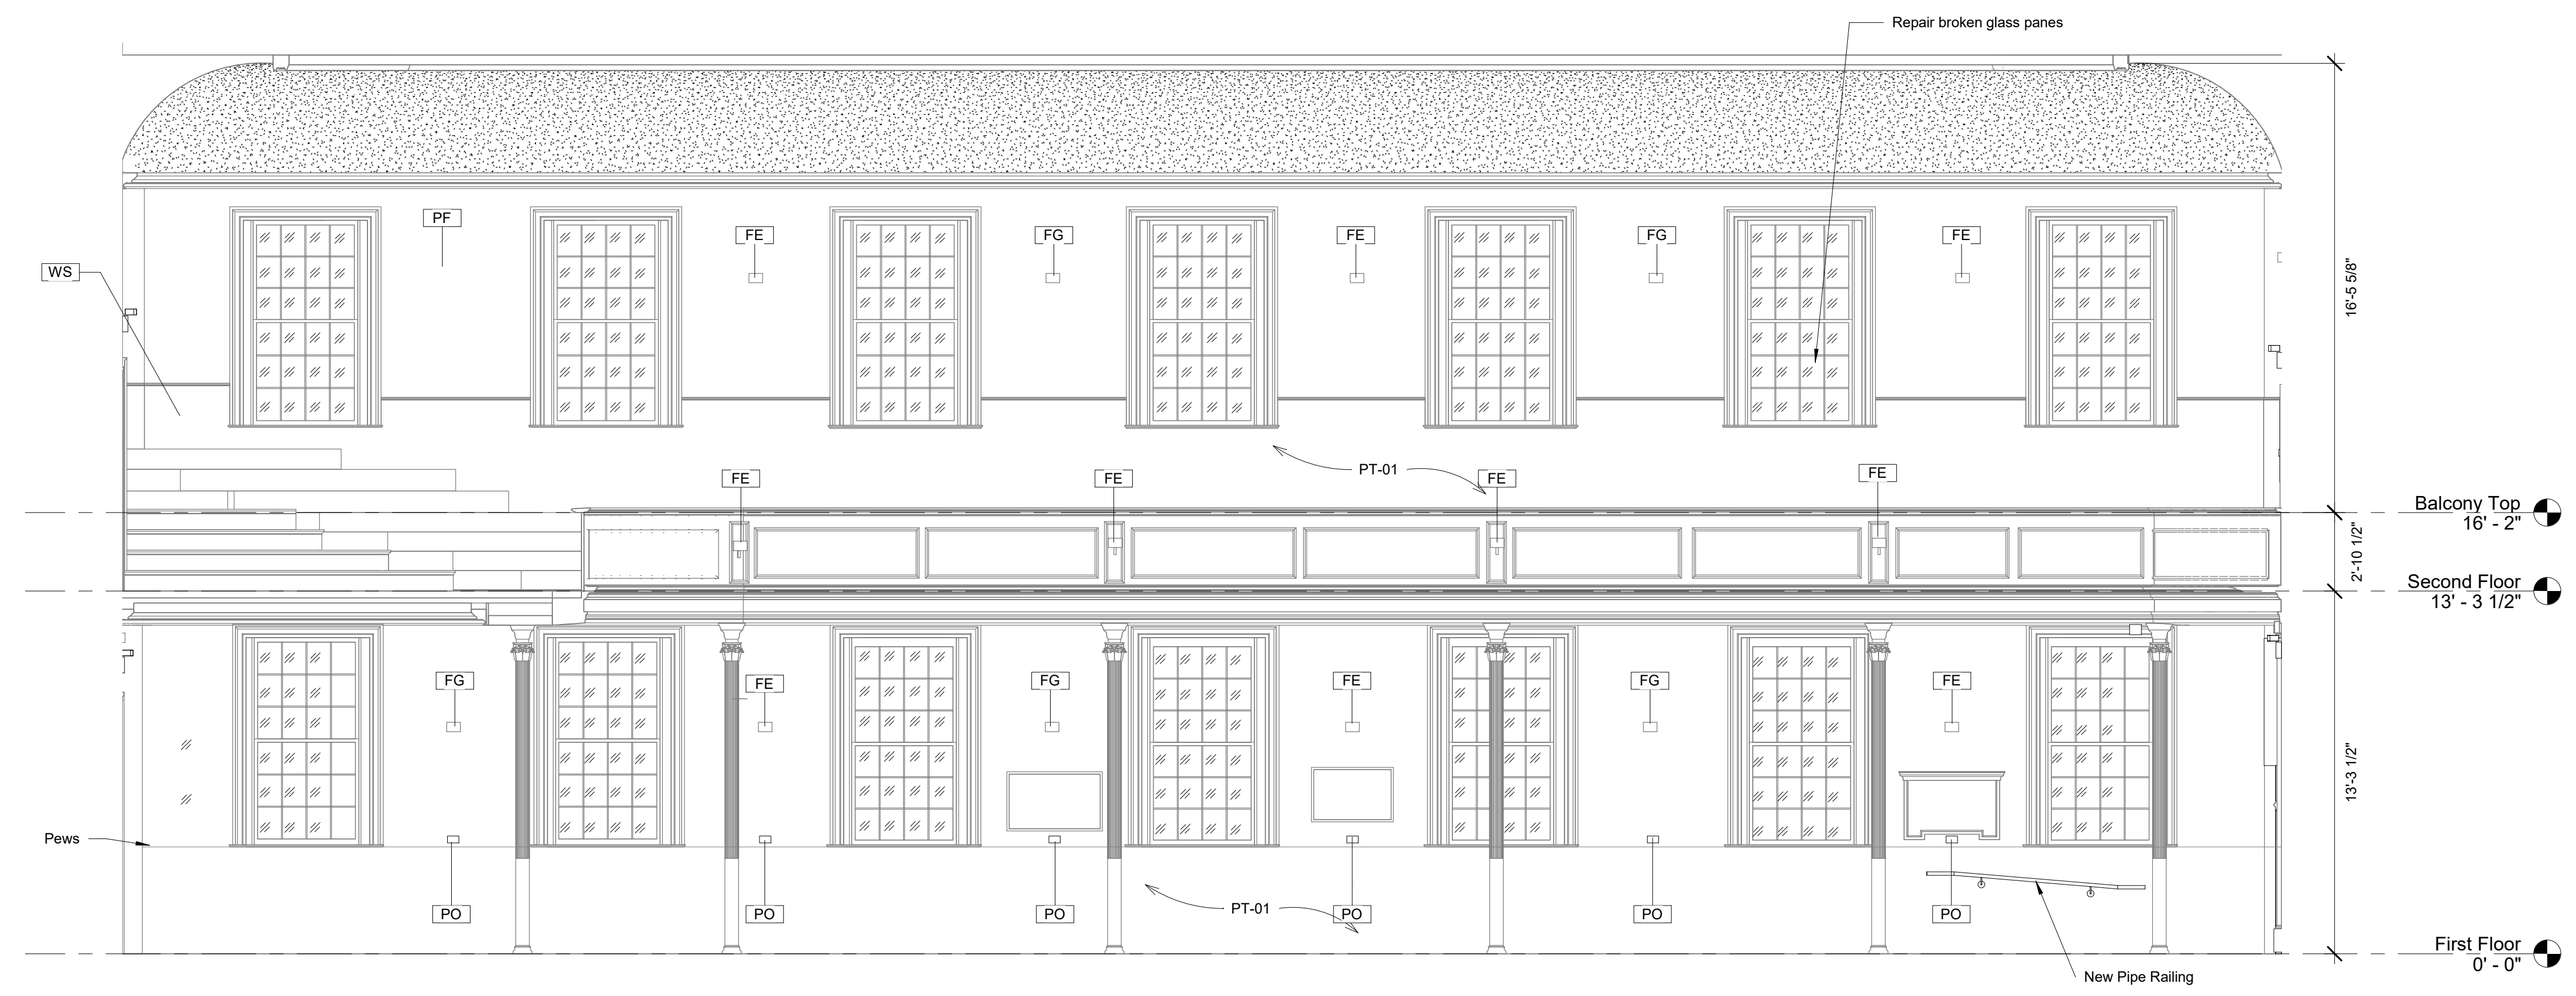 Repair broken glass panes
PF
FE
FG
FE
FG
FE
WS
16'-5 5/8"
PT-01
FE
FE
FE
FE
Balcony Top
16' - 2"
2'-10 1/2"
Second Floor
13' - 3 1/2"
FG
FE
FG
FE
FG
FE
13'-3 1/2"
Pews
PO
PO
PO
PT-01
PO
PO
PO
First Floor
0' - 0"
New Pipe Railing